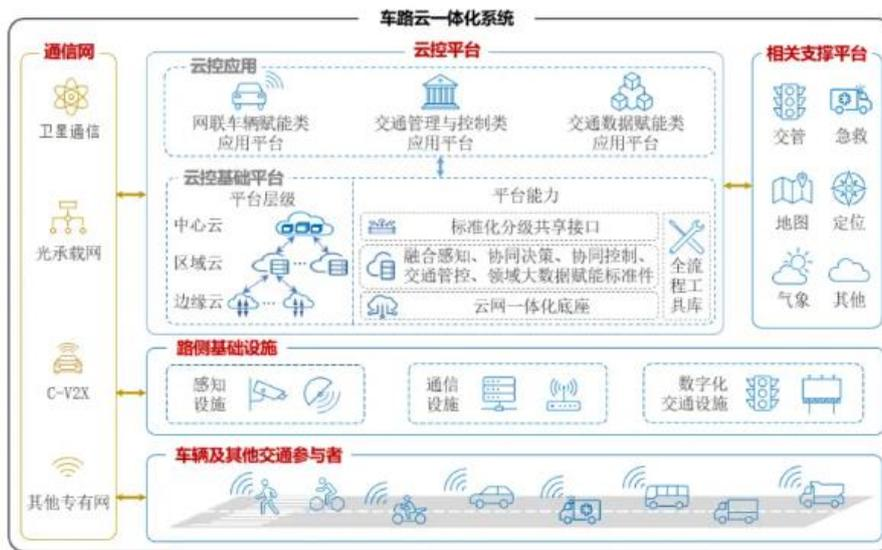 车路云一体化系统
通信网
卫星通信
光承载网
C-V2X
其他专有网
云控平台
云控应用
网联车辆赋能类
应用平台
交通管理与控制类
应用平台
交通数据赋能类
应用平台
云控基础平台
平台层级
中心云
区域云
边缘云
平台能力
标准化分级共享接口
融合感知、协同决策、协同控制、
交通管控、领域大数据赋能标准件
云网一体化底座
全流
程工
具库
相关支撑平台
交管
急救
地图
定位
气象
其他
路侧基础设施
感知
设施
通信
设施
数字化
交通设施
车辆及其他交通参与者